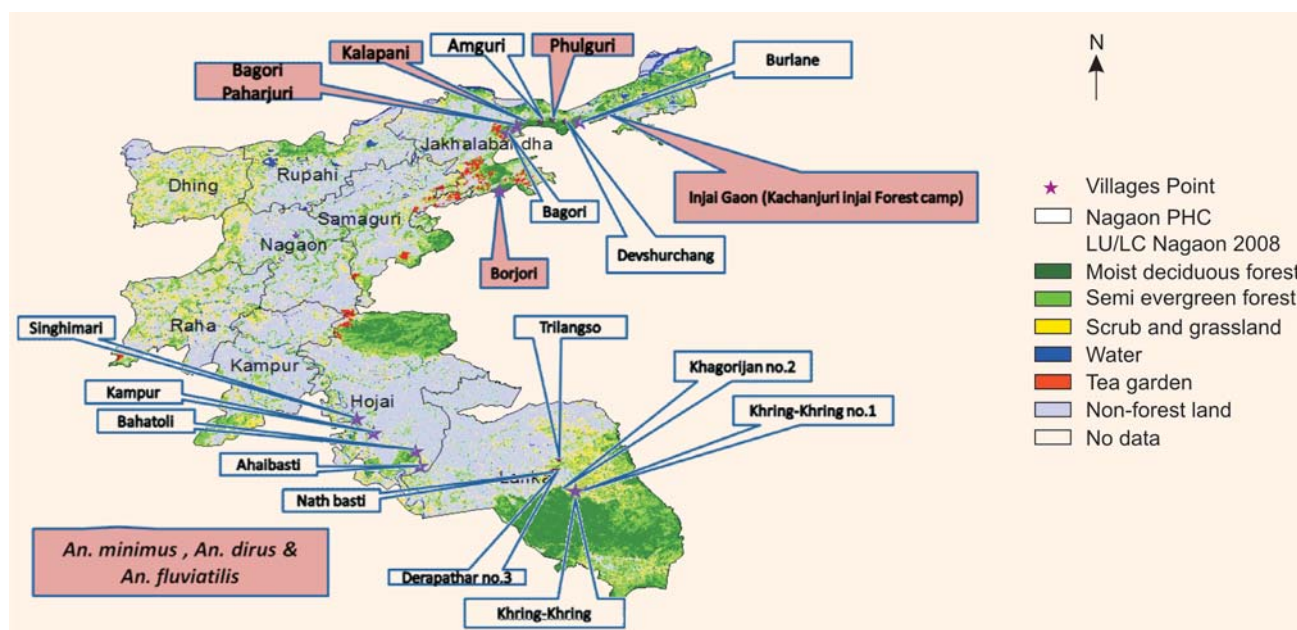 Kalapani
Amguri
Phulguri
Burlane
Bagori
Paharjuri
N
Jakhalabandha
Dhing
Rupahi
Samaguri
Nagaon
Bagori
Injai Gaon (Kachanjuri injai Forest camp)
Devshurchang
Borjori
Raha
Singhimari
Kampur
Trilangso
Khagorijan no.2
Kampur
Hojai
Khring-Khring no.1
Bahatoli
Ahaibasti
Lanka
Nath basti
An. minimus , An. dirus &
An. fluviatilis
Derapathar no.3
Khring-Khring
Villages Point
Nagaon PHC
LU/LC Nagaon 2008
Moist deciduous forest
Semi evergreen forest
Scrub and grassland
Water
Tea garden
Non-forest land
No data